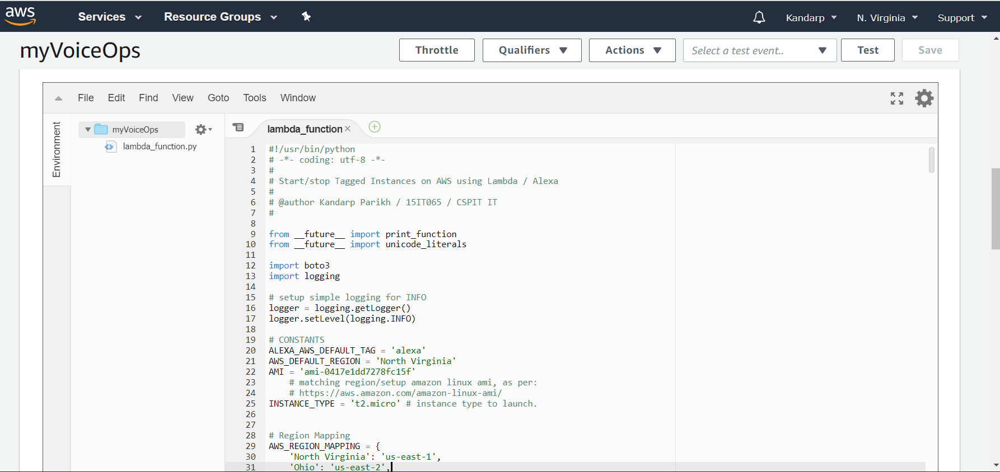 aws Services Resource Groups Kandarp N. Virginia Support
myVoiceOps Throttle Qualifiers Actions Select a test event.. Test Save
File Edit Find View Goto Tools Window
Environment
myVoiceOps
lambda_function.py
lambda_function
1 #!/usr/bin/python
2 # -*- coding: utf-8 -*-
3 #
4 # Start/stop Tagged Instances on AWS using Lambda / Alexa
5 #
6 # @author Kandarp Parikh / 15IT065 / CSPIT IT
7 #
8
9 from __future__ import print_function
10 from __future__ import unicode_literals
11
12 import boto3
13 import logging
14
15 # setup simple logging for INFO
16 logger = logging.getLogger()
17 logger.setLevel(logging.INFO)
18
19 # CONSTANTS
20 ALEXA_AWS_DEFAULT_TAG = 'alexa'
21 AWS_DEFAULT_REGION = 'North Virginia'
22 AMI = 'ami-0417e1dd7278fc15f'
23     # matching region/setup amazon linux ami, as per:
24     # https://aws.amazon.com/amazon-linux-ami/
25 INSTANCE_TYPE = 't2.micro' # instance type to launch.
26
27
28 # Region Mapping
29 AWS_REGION_MAPPING = {
30     'North Virginia': 'us-east-1',
31     'Ohio': 'us-east-2',